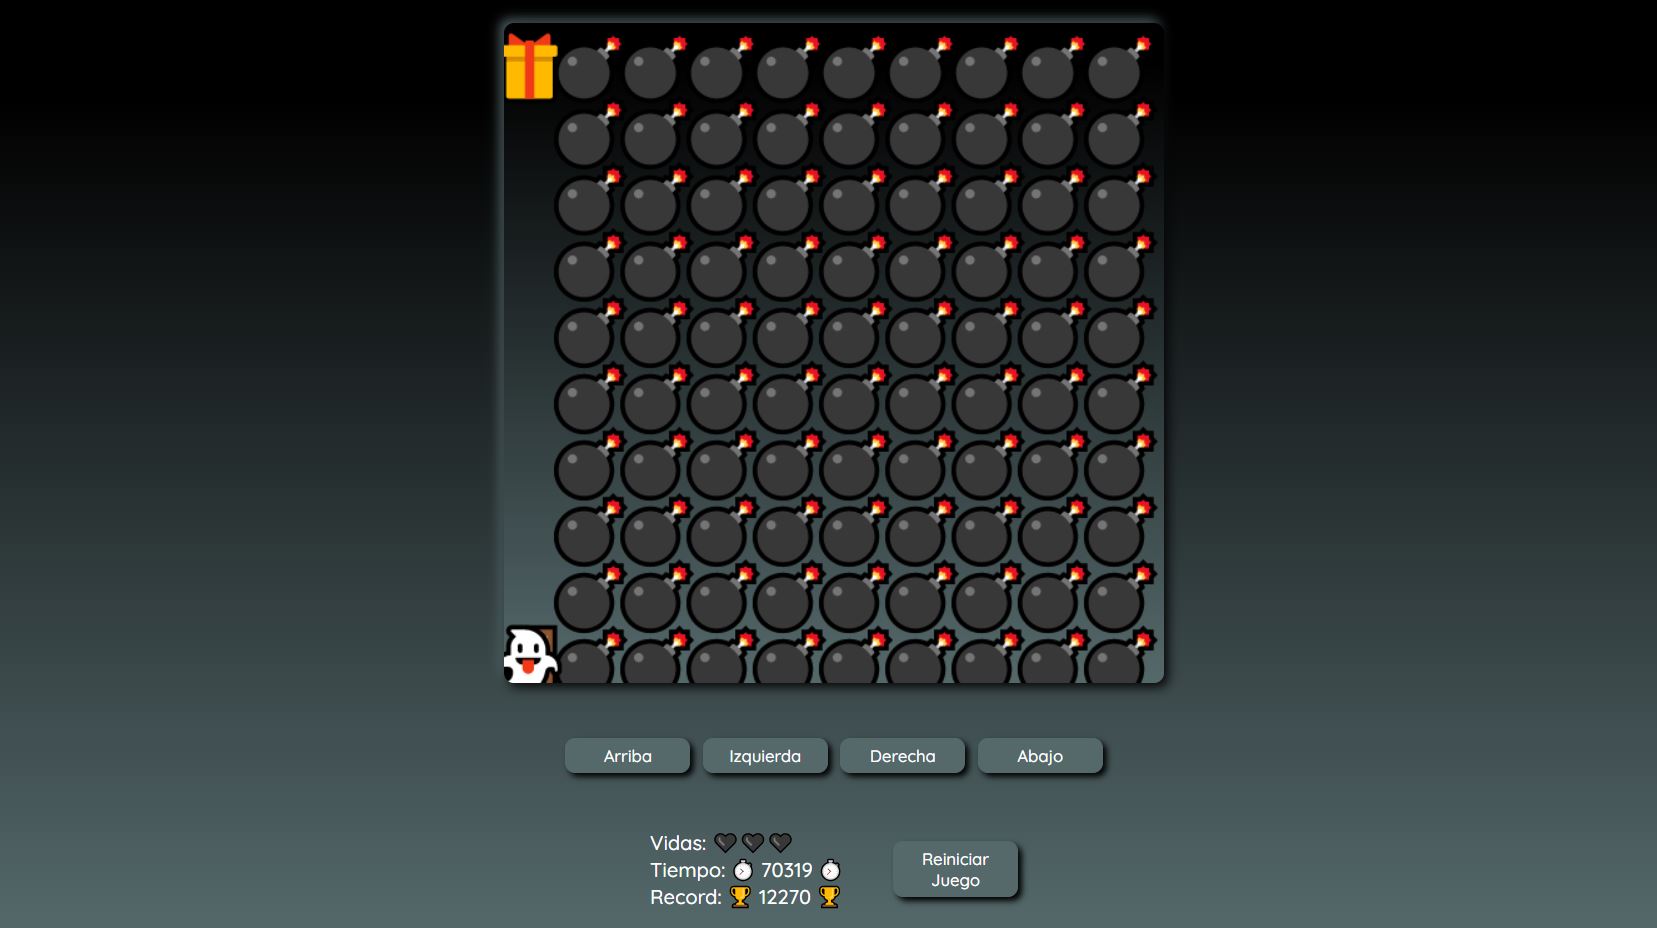 Arriba Izquierda Derecha Abajo
Vidas: 🖤🖤🖤
Tiempo: ⏱ 70319 ⏱
Record: 🏆 12270 🏆
Reiniciar
Juego